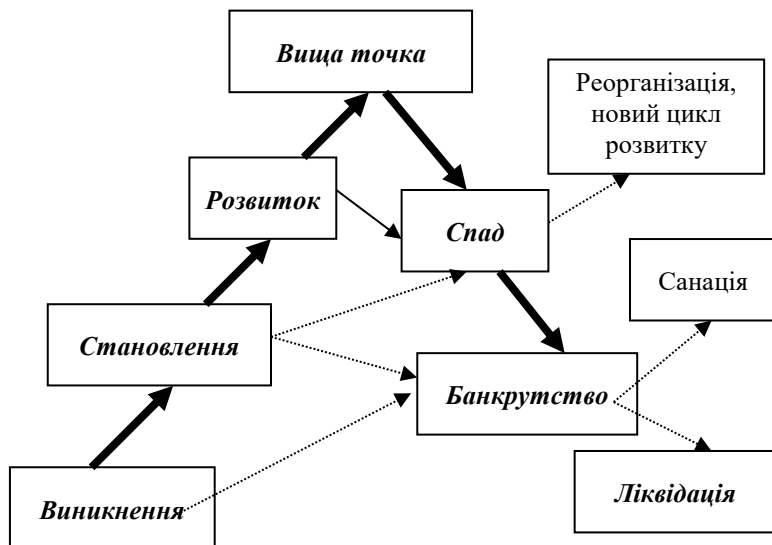 Вища точка
Реорганізація,
новий цикл
розвитку
Розвиток
Спад
Санація
Становлення
Банкрутство
Ліквідація
Виникнення